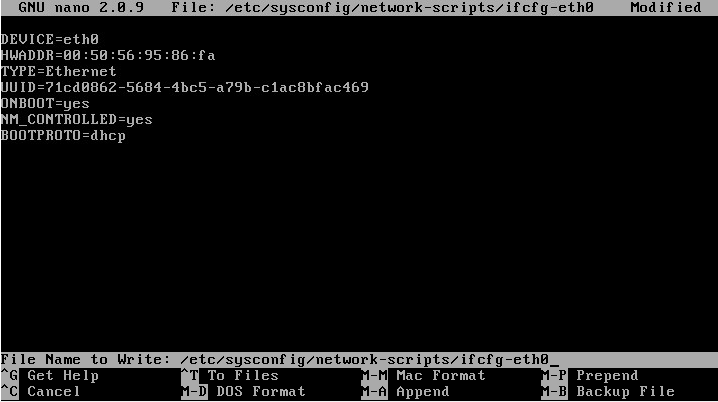 GNU nano 2.0.9   File: /etc/sysconfig/network-scripts/ifcfg-eth0   Modified
DEVICE=eth0
HWADDR=00:50:56:95:86:fa
TYPE=Ethernet
UUID=71cd0862-5684-4bc5-a79b-c1ac8bfac469
ONBOOT=yes
NM_CONTROLLED=yes
BOOTPROTO=dhcp
File Name to Write: /etc/sysconfig/network-scripts/ifcfg-eth0_
^G Get Help   ^T To Files   M-M Mac Format   M-P Prepend
^C Cancel   M-D DOS Format   M-A Append   M-B Backup File